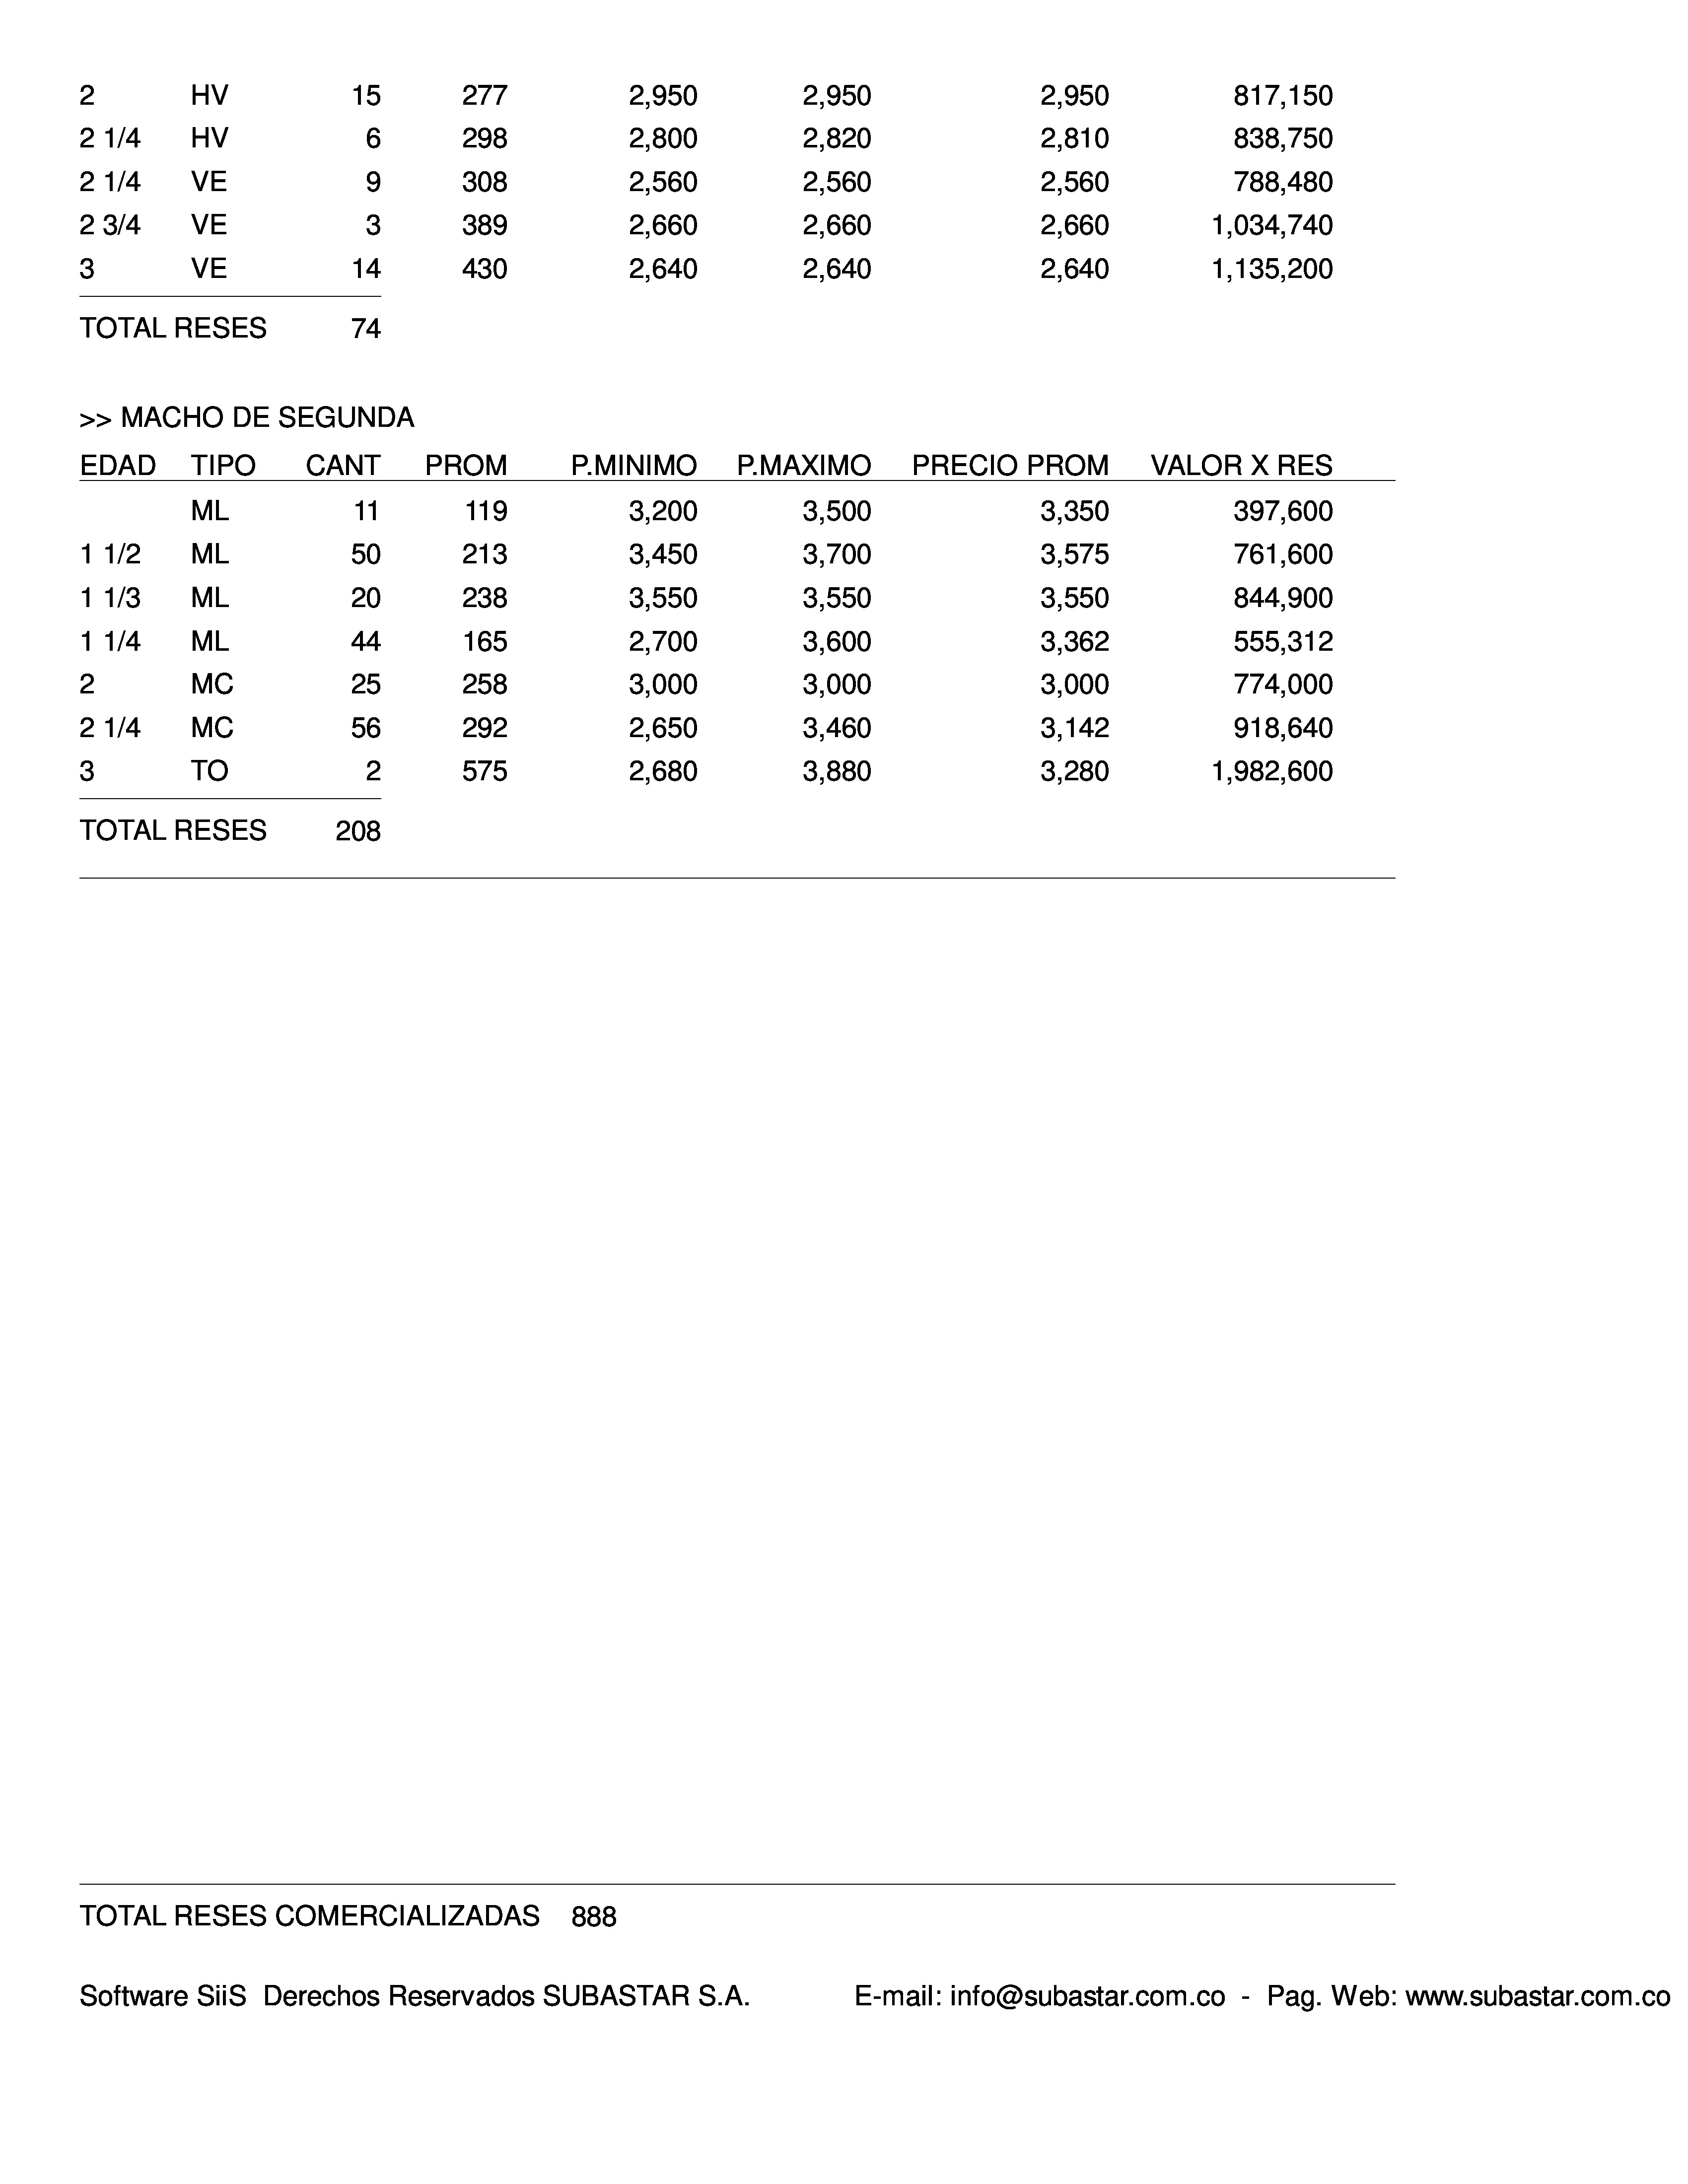 2 HV 15 277 2,950 2,950 2,950 817,150
2 1/4 HV 6 298 2,800 2,820 2,810 838,750
2 1/4 VE 9 308 2,560 2,560 2,560 788,480
2 3/4 VE 3 389 2,660 2,660 2,660 1,034,740
3 VE 14 430 2,640 2,640 2,640 1,135,200
TOTAL RESES 74
>> MACHO DE SEGUNDA
EDAD TIPO CANT PROM P.MINIMO P.MAXIMO PRECIO PROM VALOR X RES
ML 11 119 3,200 3,500 3,350 397,600
1 1/2 ML 50 213 3,450 3,700 3,575 761,600
1 1/3 ML 20 238 3,550 3,550 3,550 844,900
1 1/4 ML 44 165 2,700 3,600 3,362 555,312
2 MC 25 258 3,000 3,000 3,000 774,000
2 1/4 MC 56 292 2,650 3,460 3,142 918,640
3 TO 2 575 2,680 3,880 3,280 1,982,600
TOTAL RESES 208
TOTAL RESES COMERCIALIZADAS 888
Software SiiS Derechos Reservados SUBASTAR S.A. E-mail: info@subastar.com.co - Pag. Web: www.subastar.com.co